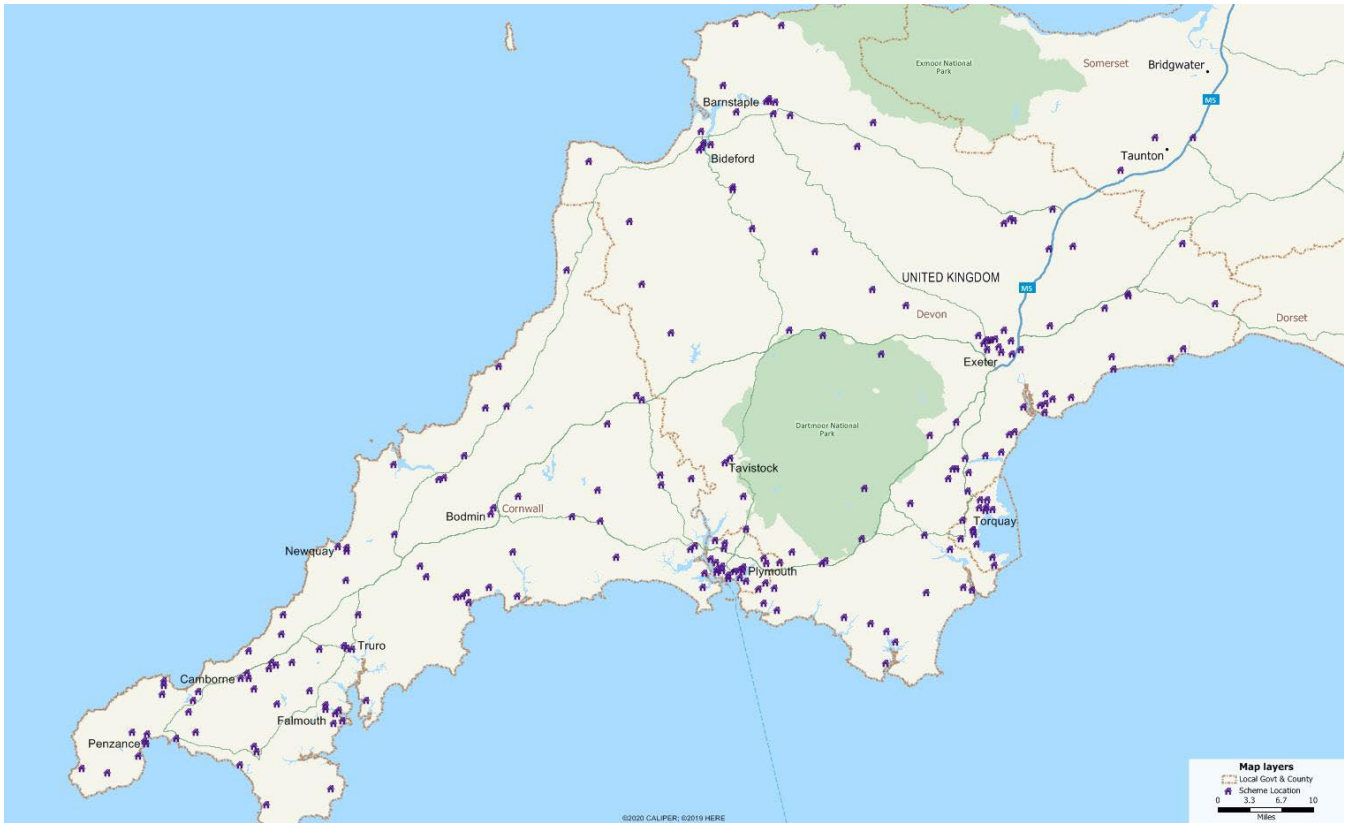 Exmoor National
Park
Somerset
Bridgwater
M5
Barnstaple
Taunton
Bideford
UNITED KINGDOM
M5
Devon
Dorset
Exeter
Dartmoor National
Park
Tavistock
Bodmin
Cornwall
Torquay
Newquay
Plymouth
Truro
Camborne
Falmouth
Penzance
Map layers
Local Govt & County
Scheme Location
0 3.3 6.7 10
Miles
©2020 CALIPER; ©2019 HERE